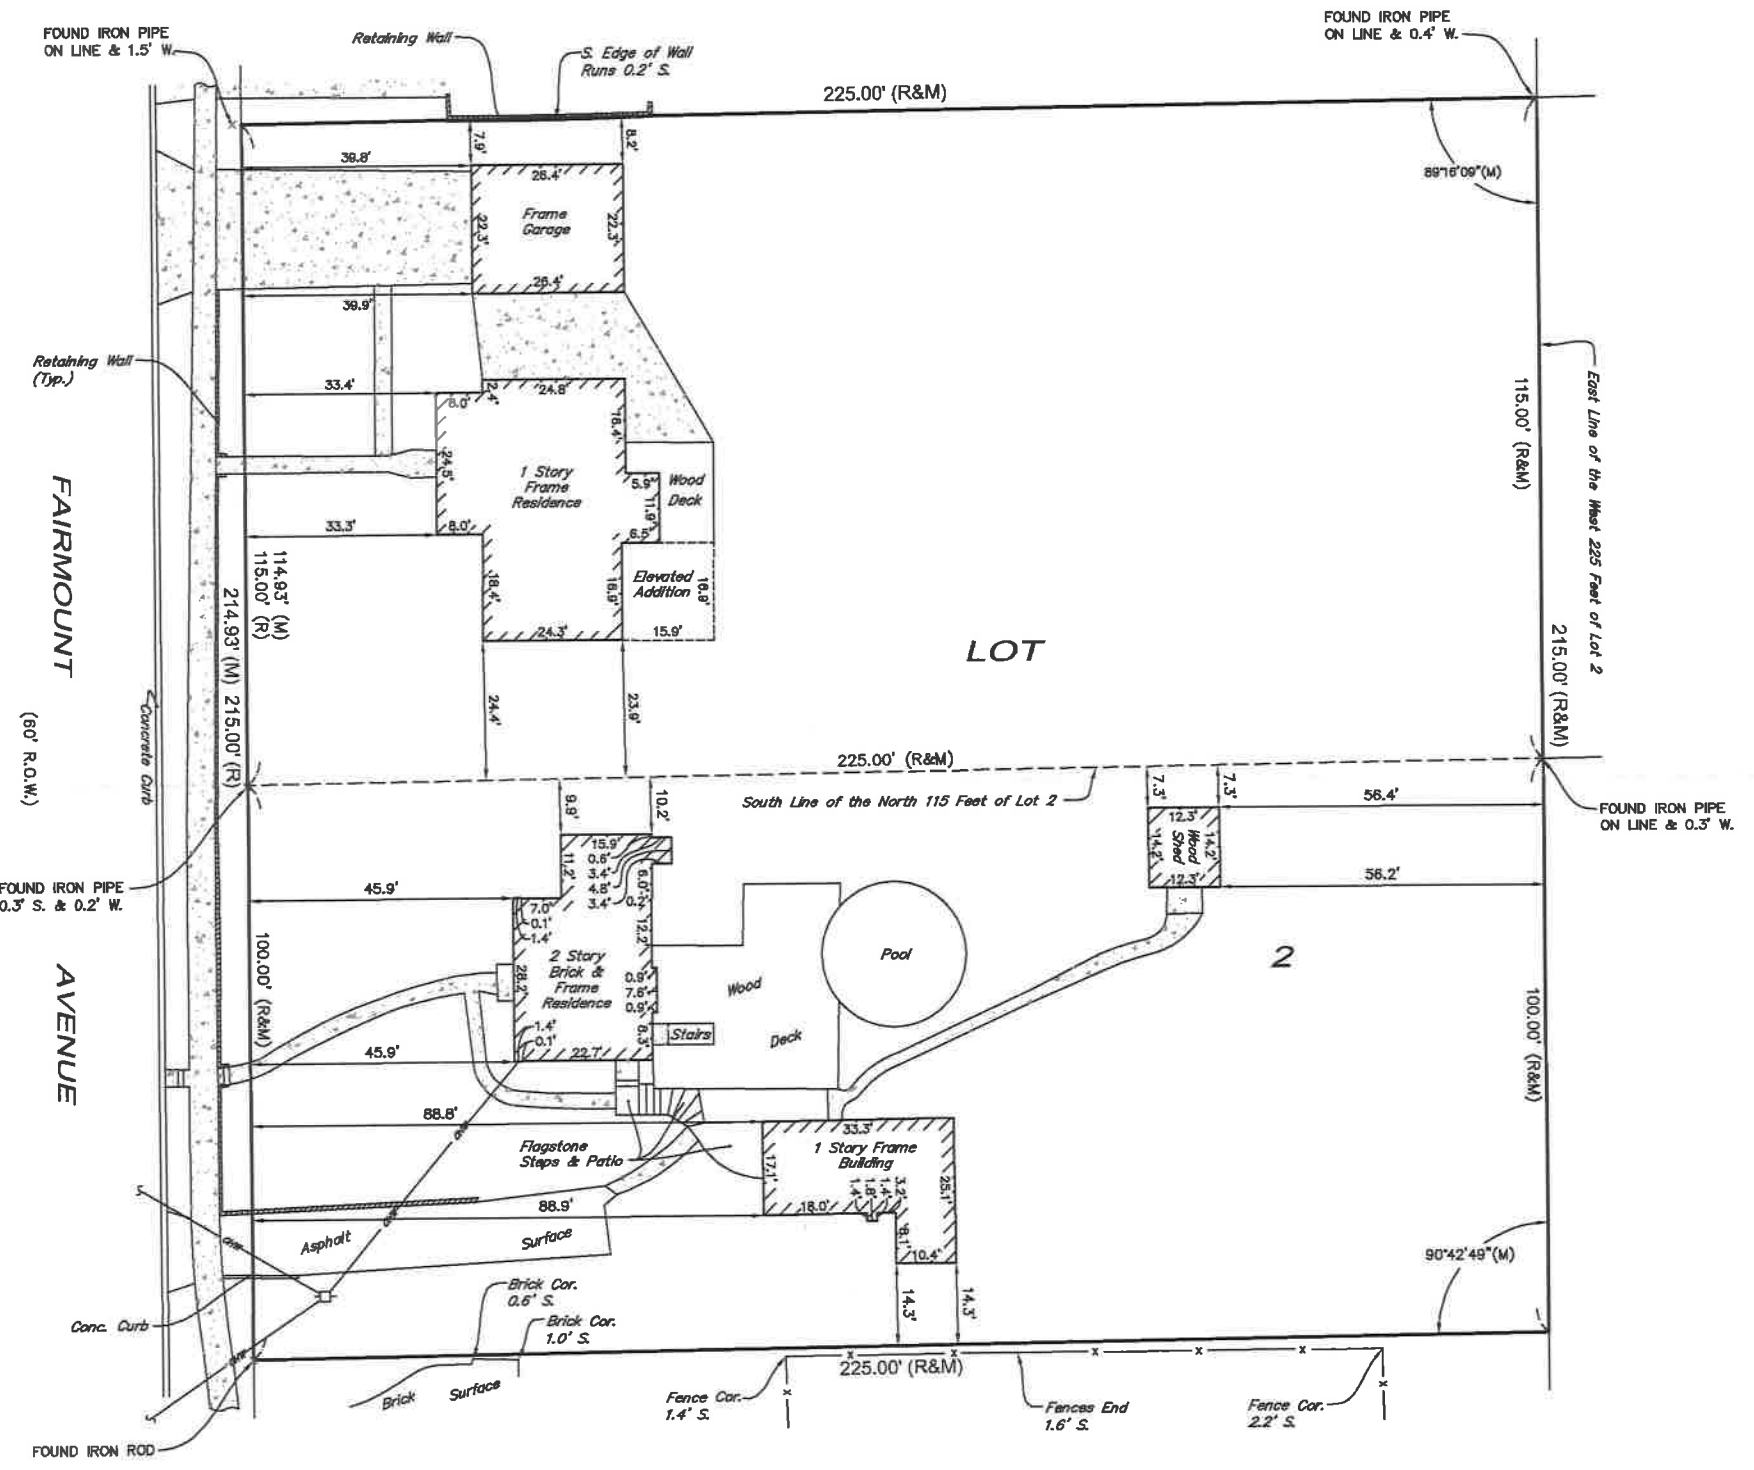 FOUND IRON PIPE
ON LINE & 1.5' W.
Retaining Wall
S. Edge of Wall
Runs 0.2' S.
225.00' (R&M)
FOUND IRON PIPE
ON LINE & 0.4' W.
7.9'
8.2'
39.8'
26.4'
89°16'09"(M)
Frame
Garage
22.3'
22.3'
26.4'
39.9'
Retaining Wall
(Typ.)
33.4'
8.0'
2.4'
24.8'
16.4'
24.5'
1 Story
Frame
Residence
5.9'
Wood
Deck
11.9'
33.3'
8.0'
6.5'
115.00' (R&M)
East Line of the West 225 Feet of Lot 2
FAIRMOUNT
114.93' (M)
115.00' (R)
214.93' (M) 215.00' (R)
18.4'
16.9'
Elevated
Addition
16.9'
24.3'
15.9'
LOT
215.00' (R&M)
24.4'
23.9'
(60' R.O.W.)
Concrete Curb
225.00' (R&M)
South Line of the North 115 Feet of Lot 2
7.3'
7.3'
56.4'
FOUND IRON PIPE
ON LINE & 0.3' W.
9.9'
10.2'
12.3'
14.2'
Wood
Shed
14.2'
12.3'
56.2'
FOUND IRON PIPE
0.3' S. & 0.2' W.
45.9'
15.9'
0.6'
3.4'
4.8'
3.4'
0.2'
11.2'
6.0'
7.0'
0.1'
1.4'
12.2'
100.00' (R&M)
28.2'
2 Story
Brick &
Frame
Residence
0.9'
7.6'
0.9'
Wood
Deck
Pool
2
100.00' (R&M)
AVENUE
1.4'
0.1'
8.3'
Stairs
45.9'
22.7'
88.8'
OHW
Flagstone
Steps & Patio
33.3'
1 Story Frame
Building
17.1'
1.4'
1.8'
1.4'
3.2'
25.1'
18.0'
88.9'
8.1'
10.4'
OHW
OHW
Asphalt
Surface
90°42'49"(M)
14.3'
14.3'
Brick Cor.
0.6' S.
Brick Cor.
1.0' S.
Conc. Curb
OHW
225.00' (R&M)
Brick
Surface
Fence Cor.
1.4' S.
Fences End
1.6' S.
Fence Cor.
2.2' S.
FOUND IRON ROD